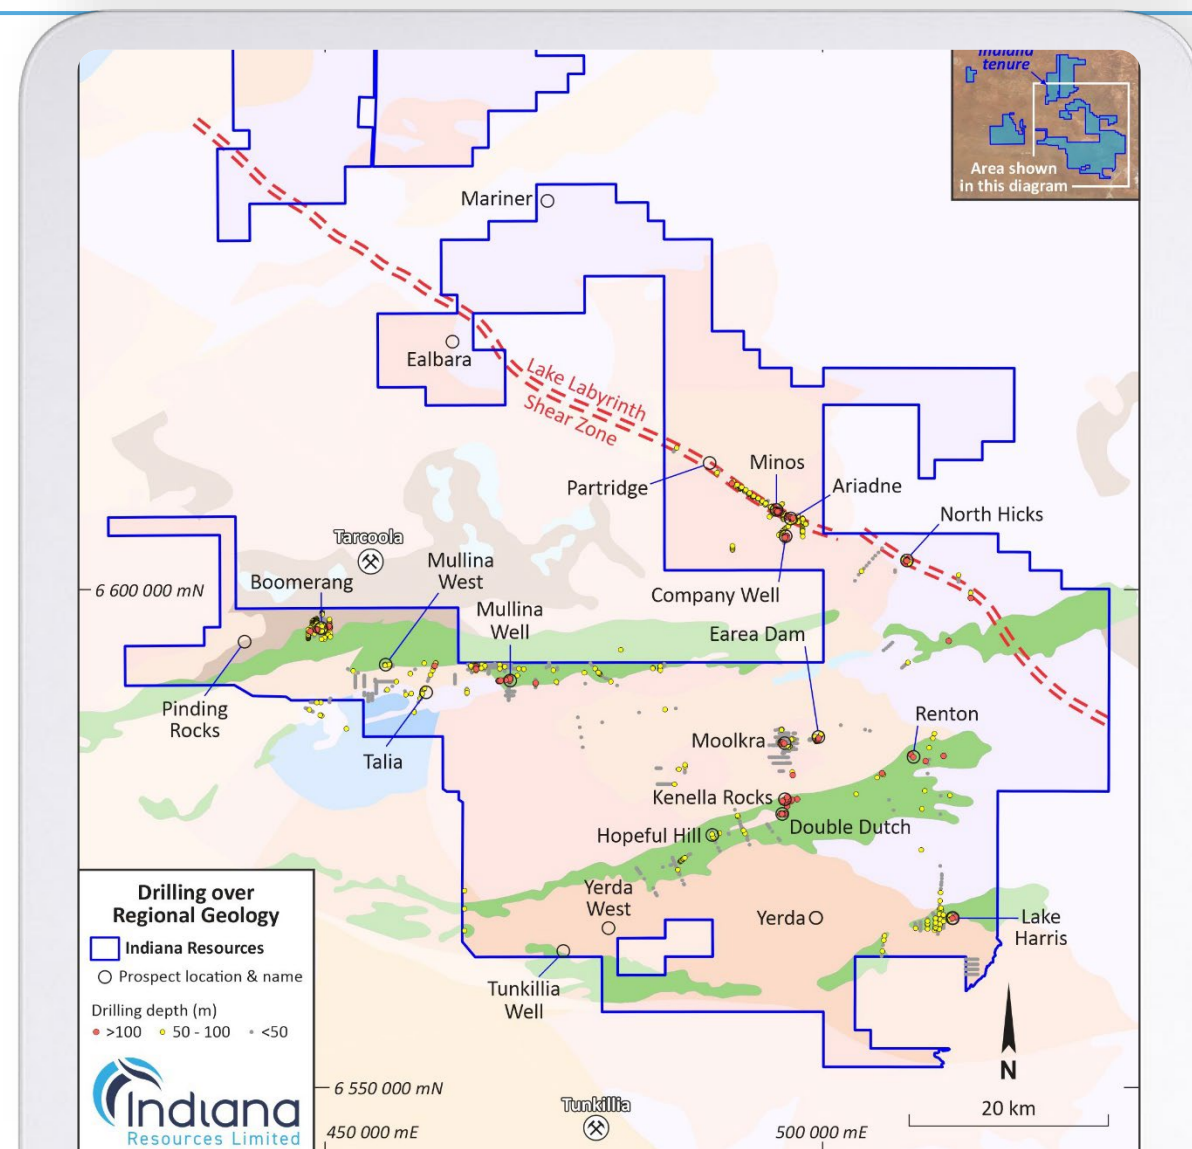 Indiana
tenure
Area shown
in this diagram
Mariner
Ealbara
Lake Labyrinth
Shear Zone
Partridge
Minos
Ariadne
North Hicks
Company Well
Tarcoola
Mullina
West
Boomerang
6 600 000 mN
Mullina
Well
Earea Dam
Pinding
Rocks
Talia
Moolkra
Renton
Kenella Rocks
Double Dutch
Hopeful Hill
Yerda
West
Yerda
Lake
Harris
Tunkillia
Well
Drilling over
Regional Geology
Indiana Resources
Prospect location & name
Drilling depth (m)
>100 50 - 100 <50
Indiana
Resources Limited
6 550 000 mN
450 000 mE
Tunkillia
500 000 mE
N
20 km